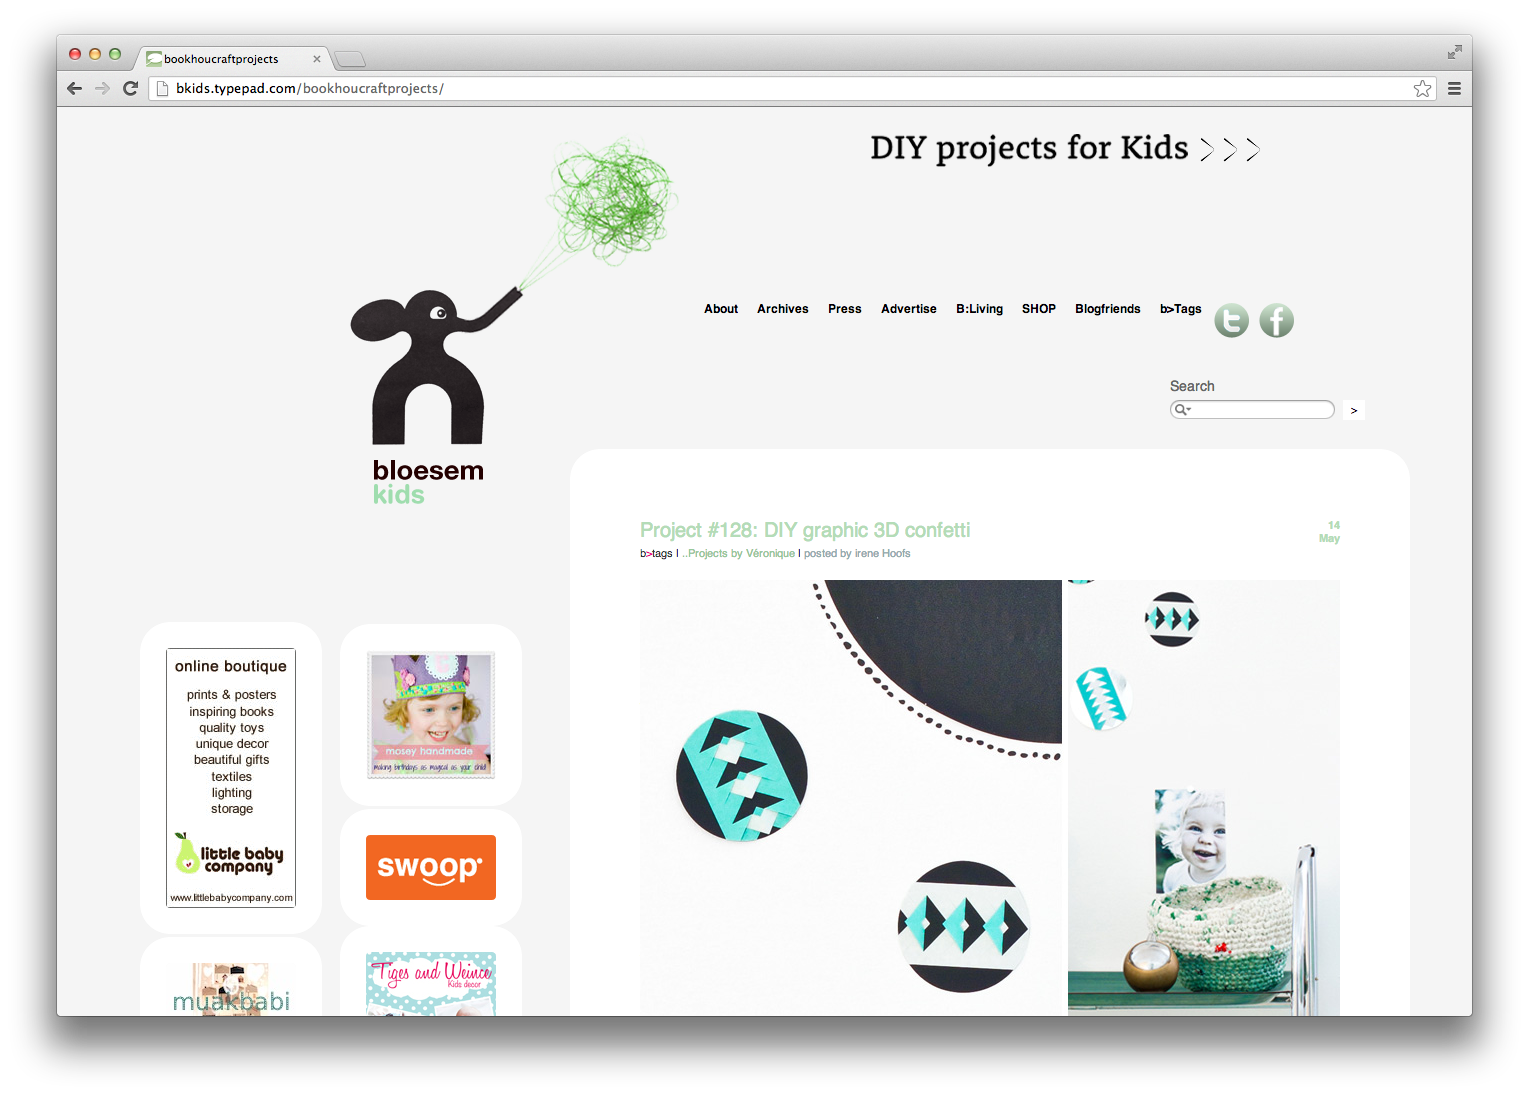 bookhoucraftprojects
bkids.typepad.com/bookhoucraftprojects/
DIY projects for Kids >>>
About Archives Press Advertise B:Living SHOP Blogfriends b>Tags
Search
>
bloesem
kids
Project #128: DIY graphic 3D confetti
14
May
b>tags I ..Projects by Véronique I posted by irene Hoofs
online boutique
prints & posters
inspiring books
quality toys
unique decor
beautiful gifts
textiles
lighting
storage
little baby
company
www.littlebabycompany.com
mosey handmade
making birthdays as magical as your child
swoop
muakbabi
Tiges and Weince
Kids decor